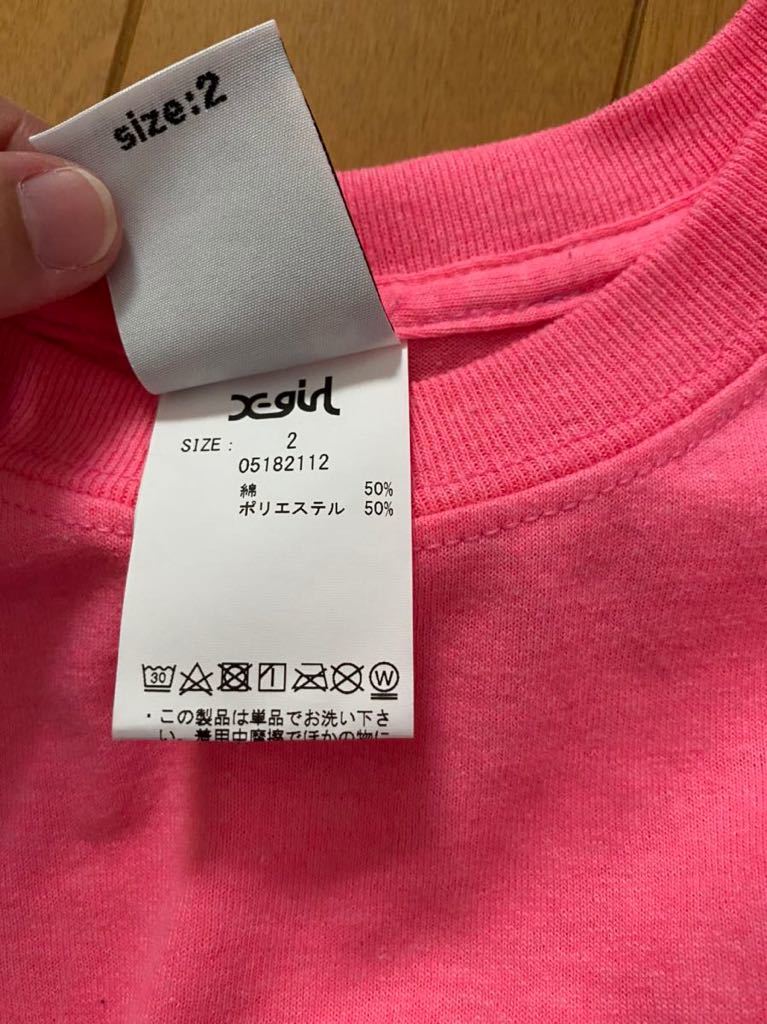 size:2
X-girl
SIZE : 2
05182112
綿 50%
ポリエステル 50%
30
W
・この製品は単品でお洗い下さ
い。着用中摩擦でほかの物に